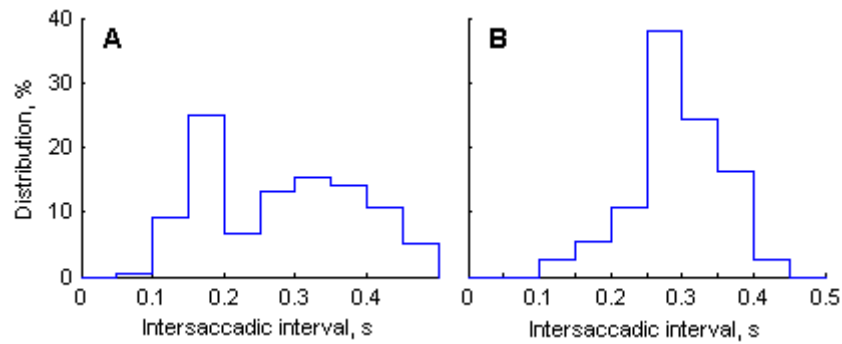 A
B
Distribution, %
40
30
20
10
0
0 0.1 0.2 0.3 0.4
0 0.1 0.2 0.3 0.4 0.5
Intersaccadic interval, s
Intersaccadic interval, s